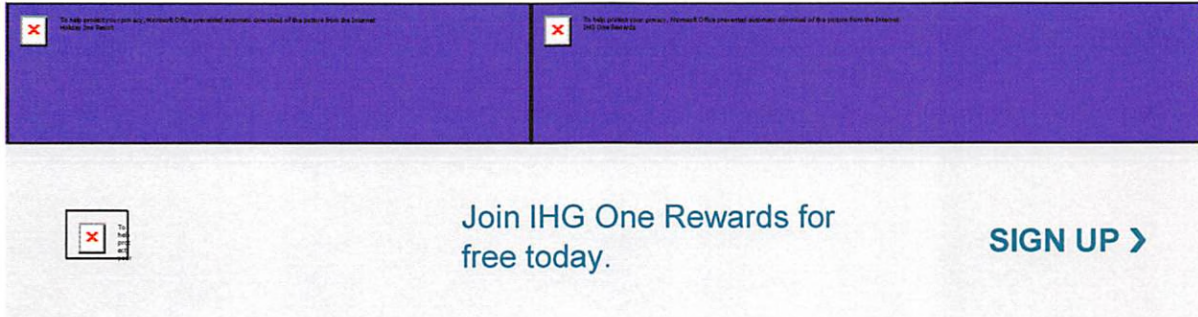 To help protect your privacy, Microsoft Office prevented automatic download of this picture from the Internet.
Holiday Inn Resort
To help protect your privacy, Microsoft Office prevented automatic download of this picture from the Internet.
IHG One Rewards
To
help
Join IHG One Rewards for
free today.
SIGN UP ❯